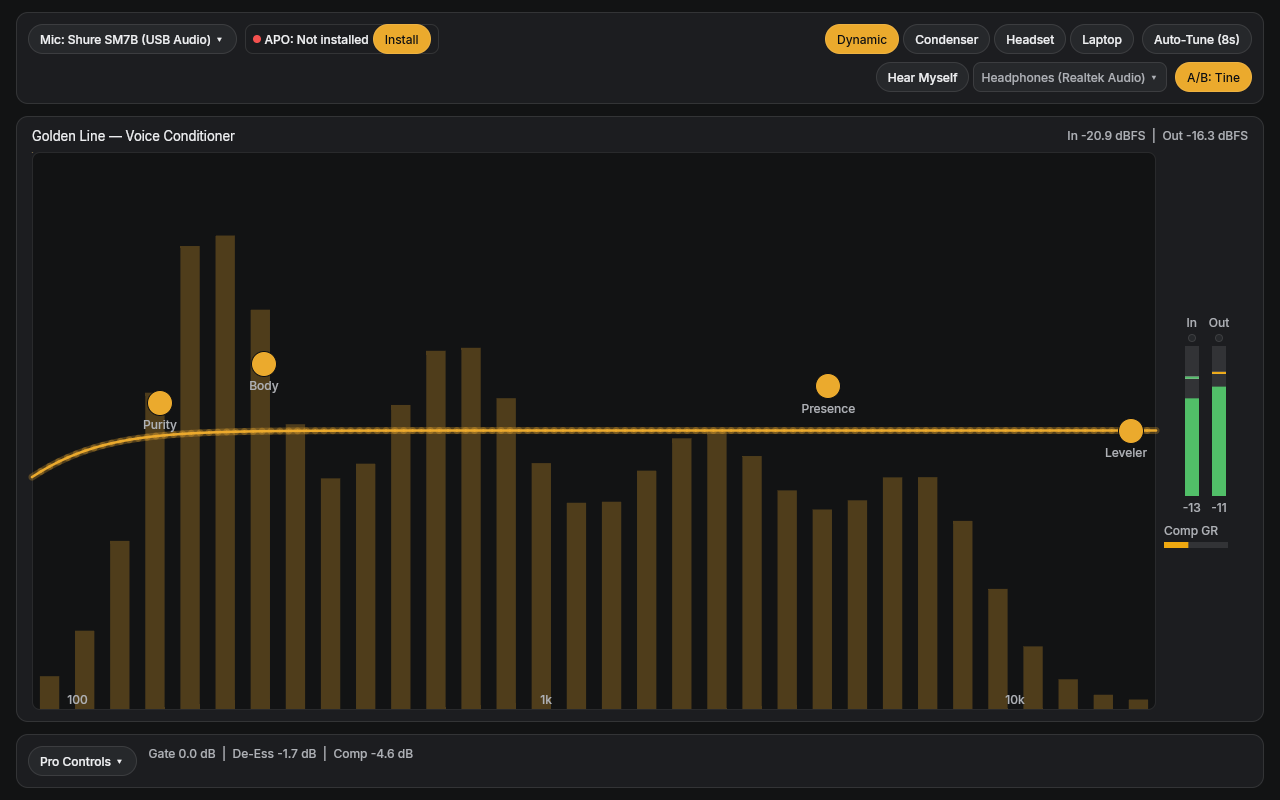 Mic: Shure SM7B (USB Audio) ▾
APO: Not installed
Install
Dynamic
Condenser
Headset
Laptop
Auto-Tune (8s)
Hear Myself
Headphones (Realtek Audio) ▾
A/B: Tine
Golden Line — Voice Conditioner
In -20.9 dBFS | Out -16.3 dBFS
In
Out
Body
Presence
Purity
Leveler
-13
-11
Comp GR
100
1k
10k
Pro Controls ▾
Gate 0.0 dB | De-Ess -1.7 dB | Comp -4.6 dB